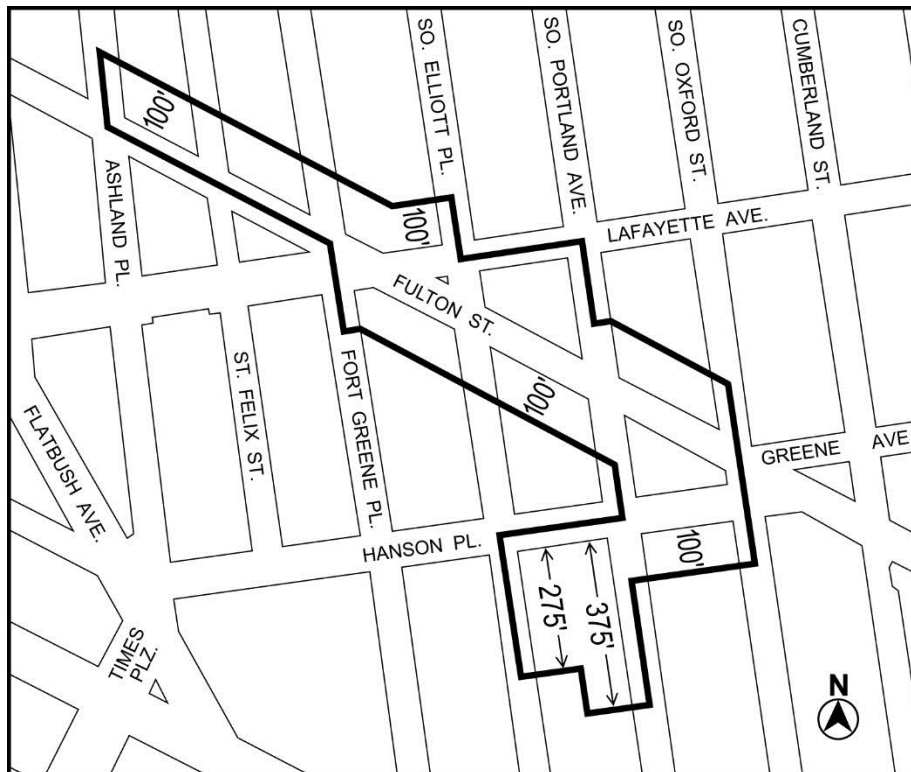 SO. ELLIOTT PL.
SO. PORTLAND AVE.
SO. OXFORD ST.
CUMBERLAND ST.
100'
ASHLAND PL.
100'
LAFAYETTE AVE.
FULTON ST.
ST. FELIX ST.
FORT GREENE PL.
100'
FLATBUSH AVE.
GREENE AVE
HANSON PL.
100'
275'
375'
TIMES
PLZ.
N